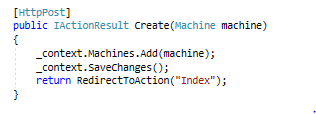 [HttpPost]
public IActionResult Create(Machine machine)
{
    _context.Machines.Add(machine);
    _context.SaveChanges();
    return RedirectToAction("Index");
}
.